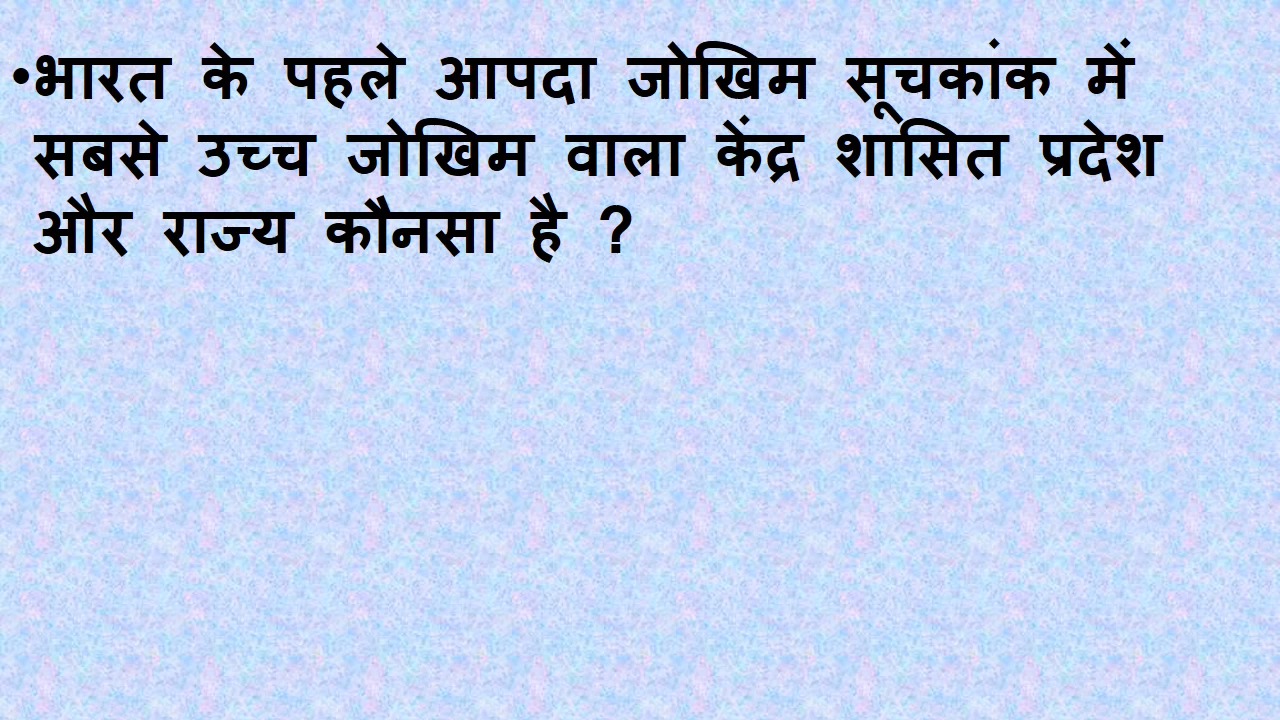 •भारत के पहले आपदा जोखिम सूचकांक में
सबसे उच्च जोखिम वाला केंद्र शासित प्रदेश
और राज्य कौनसा है ?